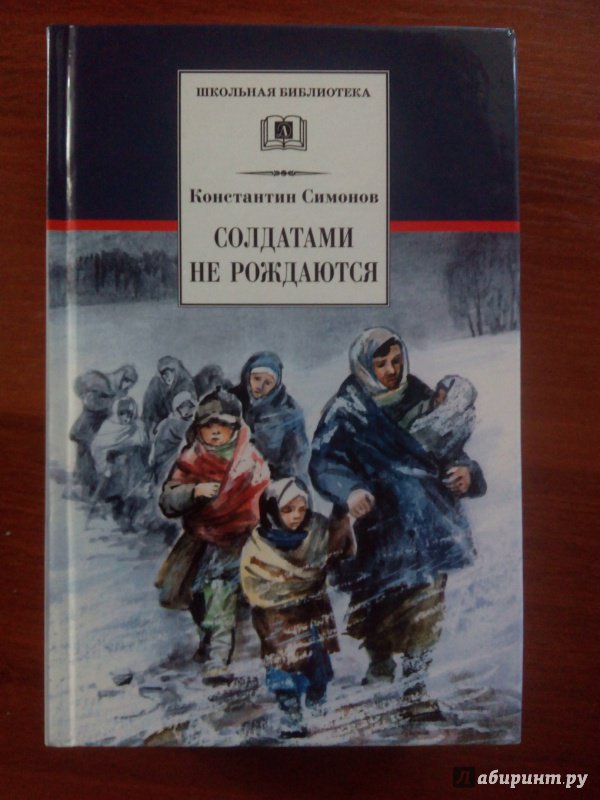 ШКОЛЬНАЯ БИБЛИОТЕКА
Константин Симонов
СОЛДАТАМИ
НЕ РОЖДАЮТСЯ
Лабиринт.ру